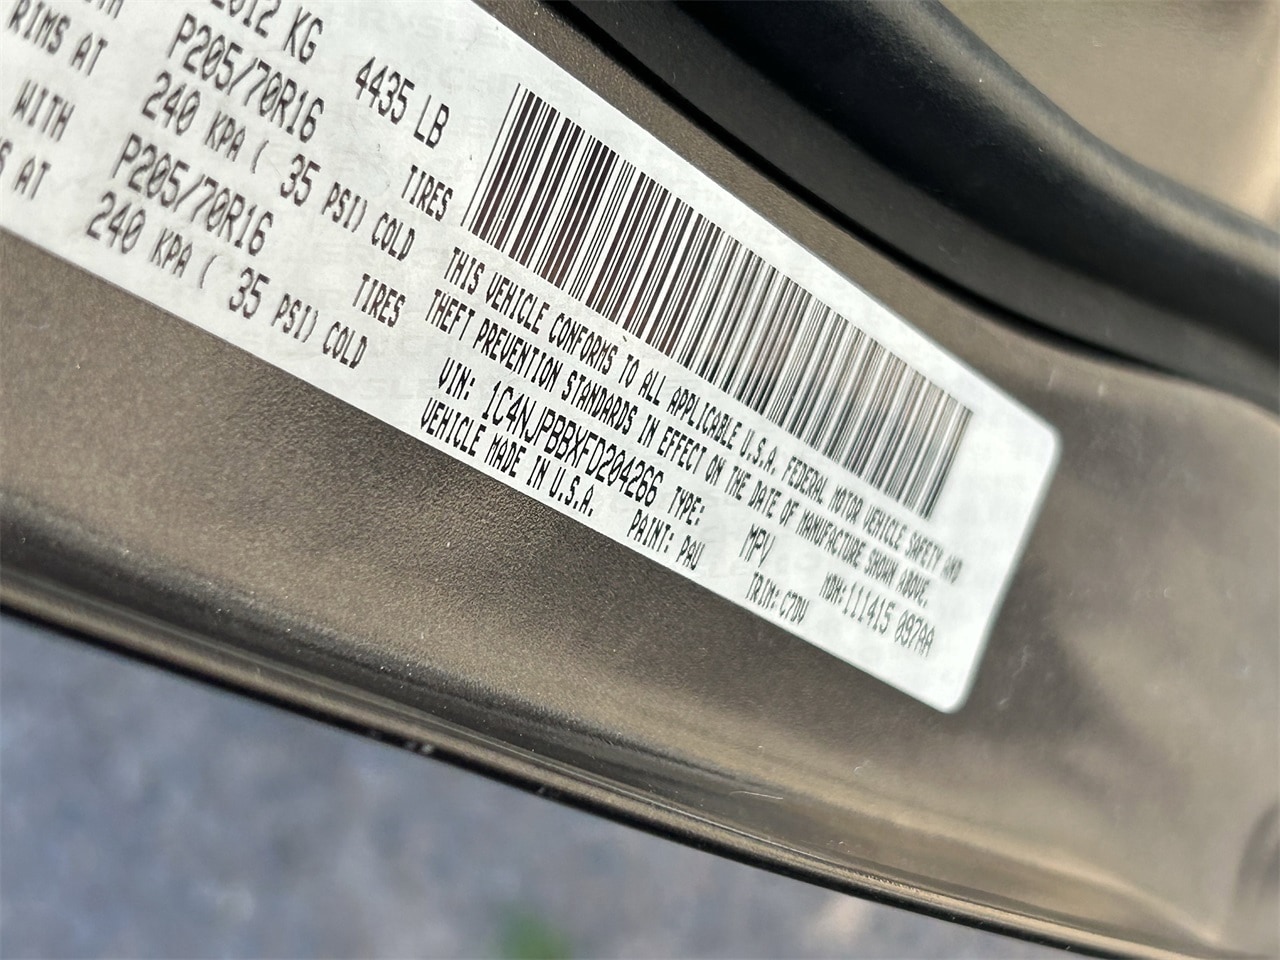 2012 KG 4435 LB
P205/70R16 TIRES
RIMS AT 240 KPA ( 35 PSI) COLD
WITH P205/70R16 TIRES
AT 240 KPA ( 35 PSI) COLD
THIS VEHICLE CONFORMS TO ALL APPLICABLE U.S.A. FEDERAL MOTOR VEHICLE SAFETY AND
THEFT PREVENTION STANDARDS IN EFFECT ON THE DATE OF MANUFACTURE SHOWN ABOVE.
VIN: 1C4NJPBBXFD204266 TYPE: MPV MDH:111415 097AA
VEHICLE MADE IN U.S.A. PAINT: PAU TRIM: C7DV